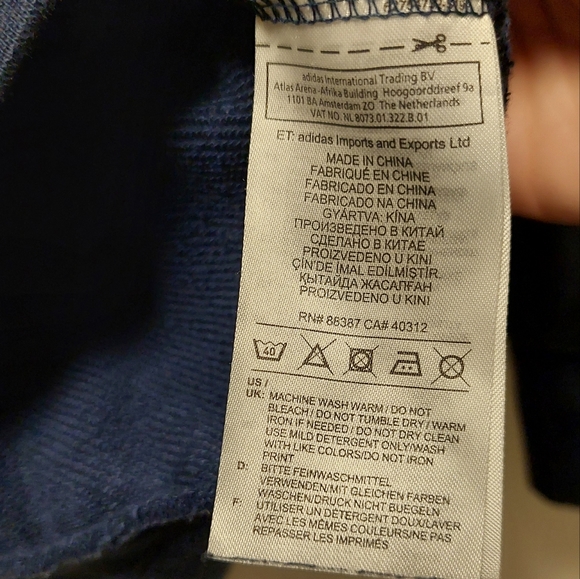 adidas International Trading BV
Atlas Arena-Afrika Building Hoogoorddreef 9a
1101 BA Amsterdam ZO The Netherlands
VAT NO. NL 8073.01.322.B.01
ET: adidas Imports and Exports Ltd
MADE IN CHINA
FABRIQUÉ EN CHINE
FABRICADO EN CHINA
FABRICADO NA CHINA
GYÁRTVA: KÍNA
ПРОИЗВЕДЕНО В КИТАЙ
СДЕЛАНО В КИТАЕ
PROIZVEDENO U KINI
ÇİN'DE İMAL EDİLMİŞTİR.
ҚЫТАЙДА ЖАСАЛҒАН
PROIZVEDENO U KINI
RN# 88387 CA# 40312
40
US /
UK: MACHINE WASH WARM / DO NOT
BLEACH / DO NOT TUMBLE DRY / WARM
IRON IF NEEDED / DO NOT DRY CLEAN
USE MILD DETERGENT ONLY/WASH
WITH LIKE COLORS/DO NOT IRON
PRINT
D: BITTE FEINWASCHMITTEL
VERWENDEN/MIT GLEICHEN FARBEN
WASCHEN/DRUCK NICHT BUEGELN
F: UTILISER UN DÉTERGENT DOUX/LAVER
AVEC LES MÊMES COULEURS/NE PAS
REPASSER LES IMPRIMÉS